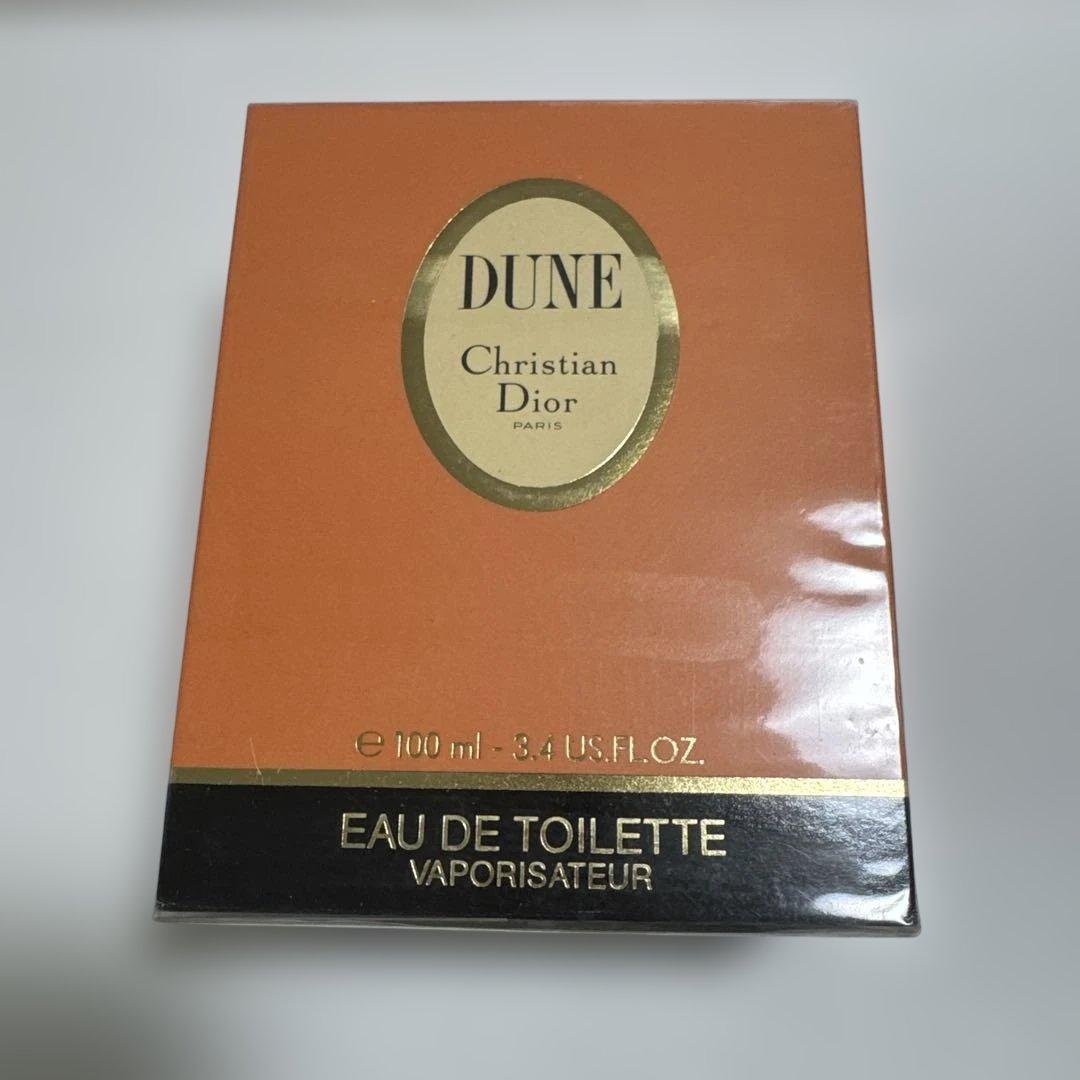 DUNE
Christian
Dior
PARIS
℮ 100 ml - 3.4 US.FL.OZ.
EAU DE TOILETTE
VAPORISATEUR